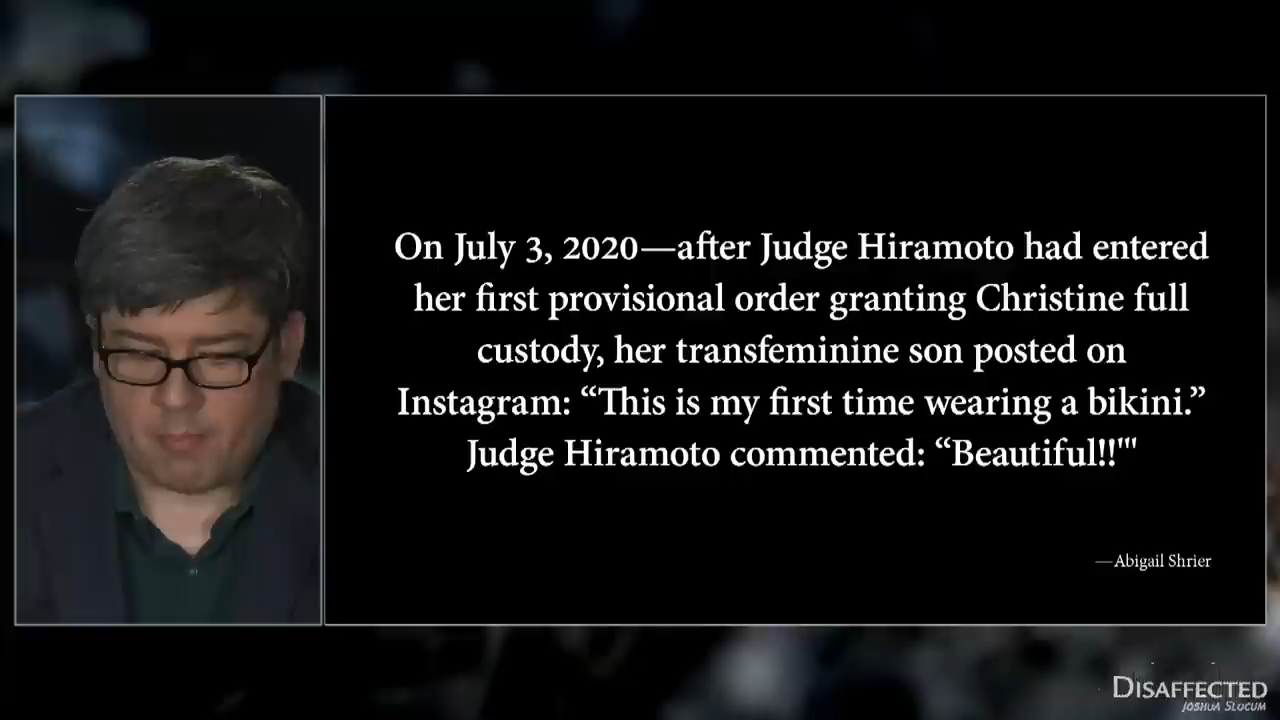 On July 3, 2020—after Judge Hiramoto had entered
her first provisional order granting Christine full
custody, her transfeminine son posted on
Instagram: “This is my first time wearing a bikini.”
Judge Hiramoto commented: “Beautiful!!'"
—Abigail Shrier
DISAFFECTED
JOSHUA SLOCUM